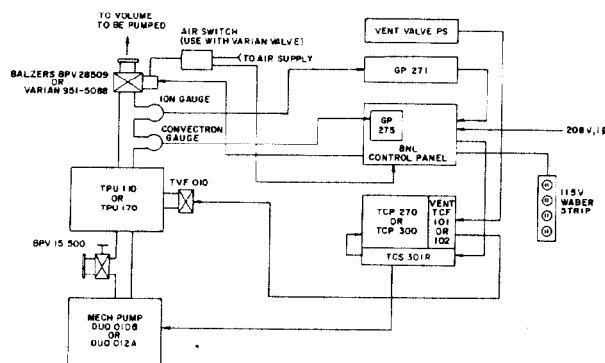 TO VOLUME
TO BE PUMPED
AIR SWITCH
(USE WITH VARIAN VALVE)
TO AIR SUPPLY
VENT VALVE PS
BALZERS BPV 28509
OR
VARIAN 951-5088
ION GAUGE
GP 271
CONVECTRON
GAUGE
GP
275
BNL
CONTROL PANEL
208V, 1Ø
TPU 110
OR
TPU 170
TVF 010
115V
WABER
STRIP
TCP 270
OR
TCP 300
VENT
TCF
101
OR
102
TCS 301R
BPV 15 500
MECH PUMP
DUO 010B
OR
DUO 012A